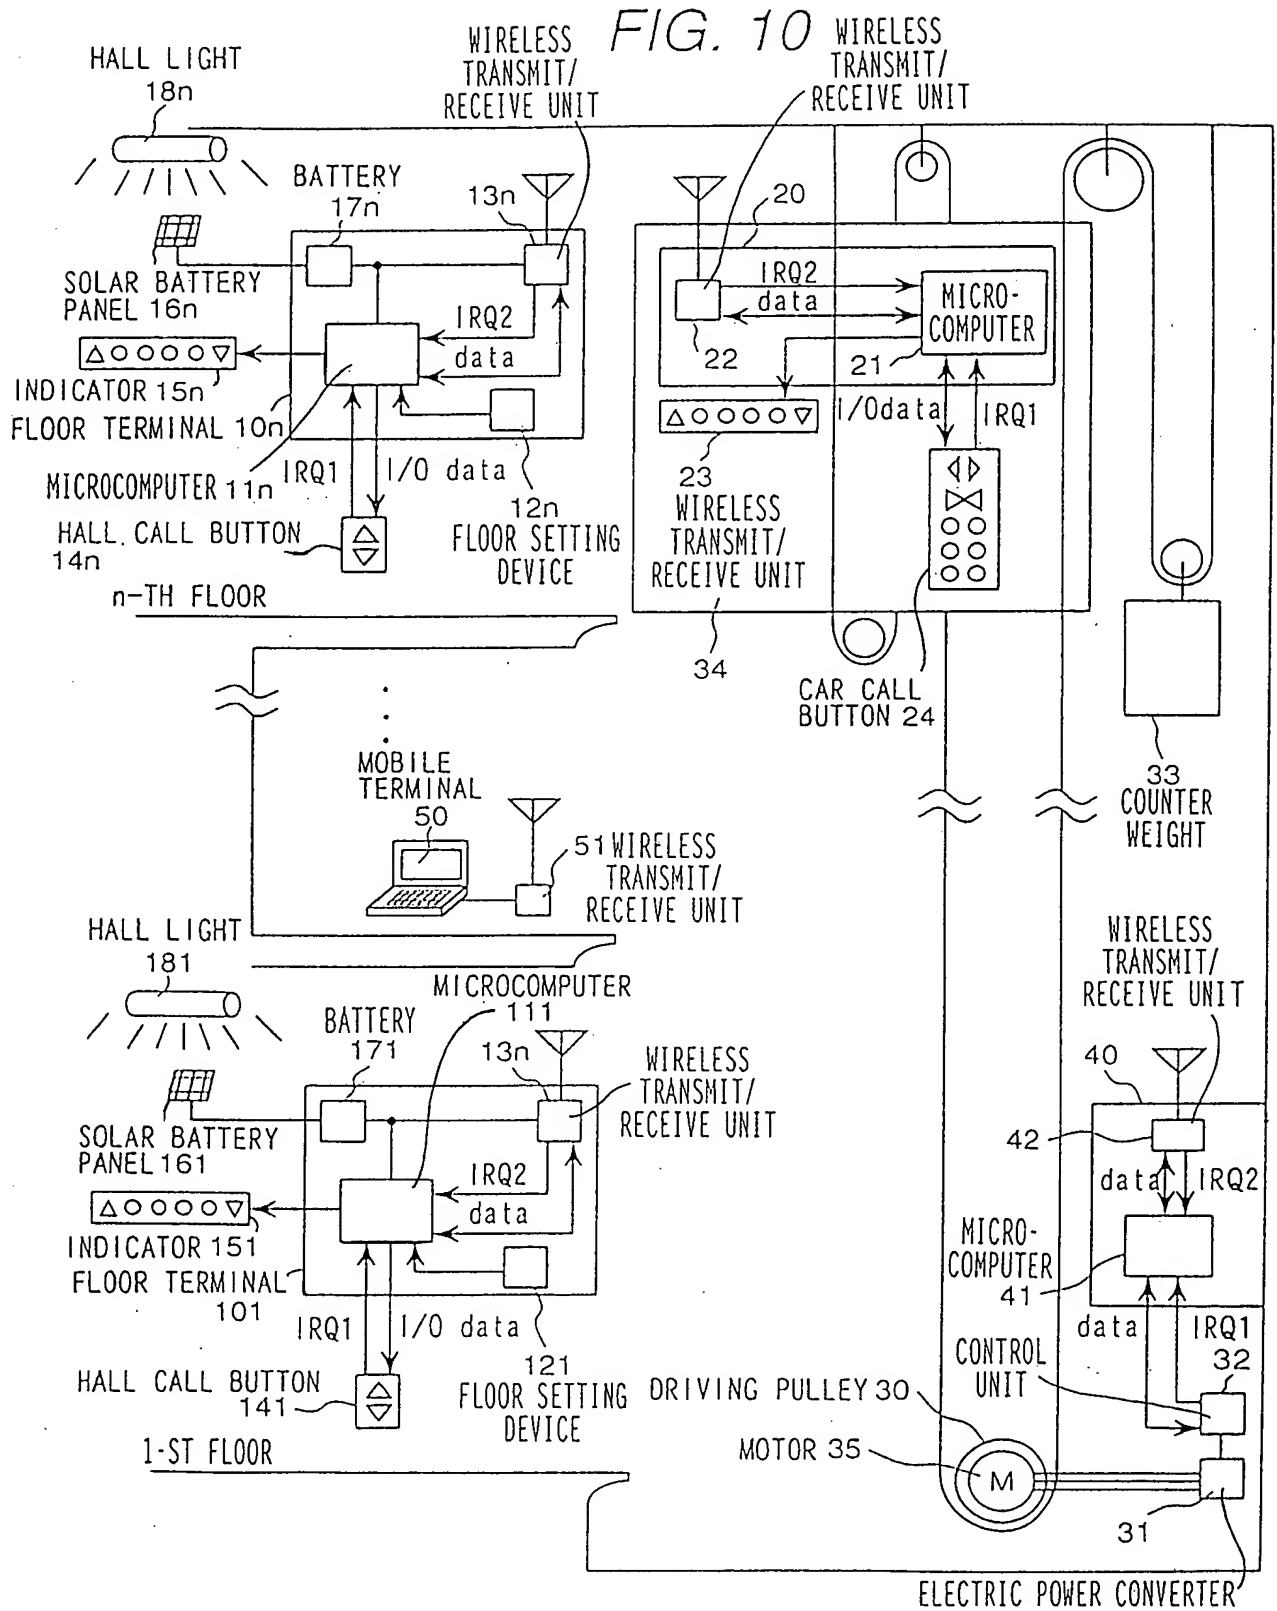 FIG. 10
HALL LIGHT
18n
WIRELESS
TRANSMIT/
RECEIVE UNIT
WIRELESS
TRANSMIT/
RECEIVE UNIT
BATTERY
17n
13n
20
SOLAR BATTERY
PANEL 16n
IRQ2
data
IRQ2
data
MICRO-
COMPUTER
22
21
INDICATOR 15n
FLOOR TERMINAL 10n
I/Odata
IRQ1
23
MICROCOMPUTER 11n
IRQ1
I/O data
HALL CALL BUTTON
14n
12n
FLOOR SETTING
DEVICE
WIRELESS
TRANSMIT/
RECEIVE UNIT
34
n-TH FLOOR
CAR CALL
BUTTON 24
33
COUNTER
WEIGHT
MOBILE
TERMINAL
50
51 WIRELESS
TRANSMIT/
RECEIVE UNIT
HALL LIGHT
181
MICROCOMPUTER
111
BATTERY
171
13n
WIRELESS
TRANSMIT/
RECEIVE UNIT
WIRELESS
TRANSMIT/
RECEIVE UNIT
40
42
SOLAR BATTERY
PANEL 161
IRQ2
data
data
IRQ2
INDICATOR 151
FLOOR TERMINAL
101
MICRO-
COMPUTER
41
IRQ1
I/O data
data
IRQ1
32
CONTROL
UNIT
HALL CALL BUTTON
141
121
FLOOR SETTING
DEVICE
DRIVING PULLEY 30
MOTOR 35
M
1-ST FLOOR
31
ELECTRIC POWER CONVERTER